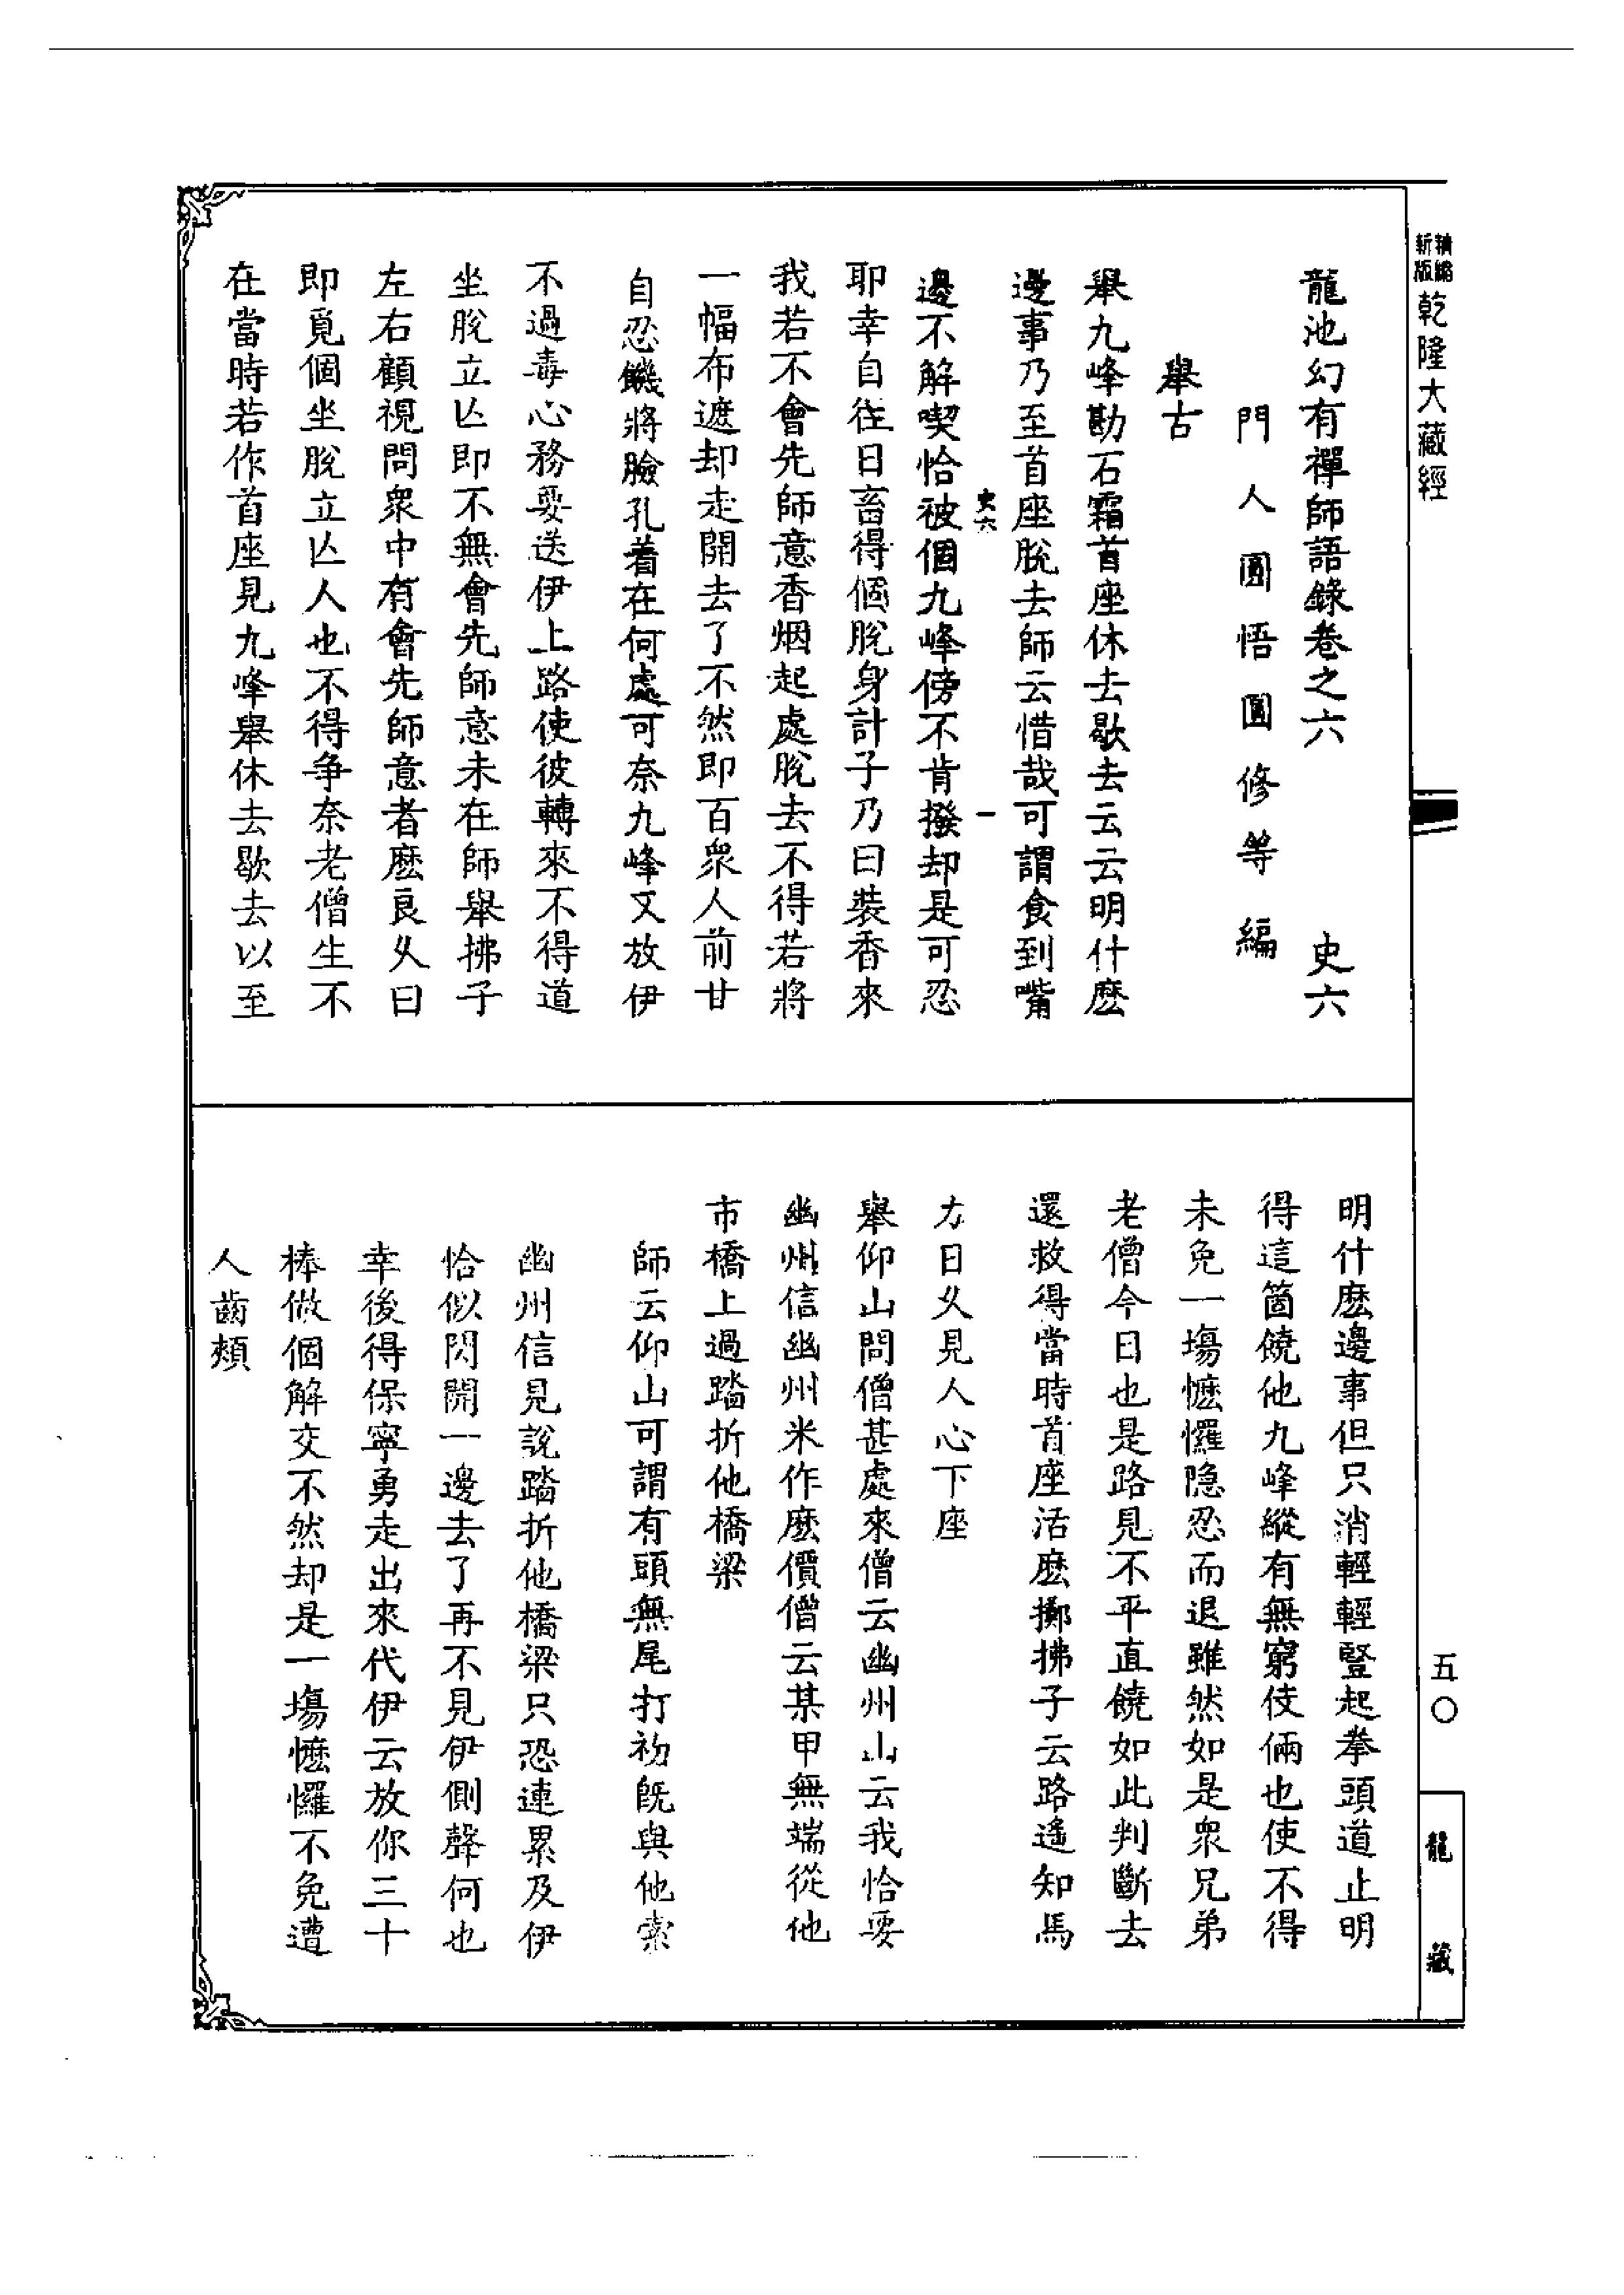 新版
精縮
乾隆大藏經
龍池幻有禪師語錄卷之六 史六
門人圓悟圓修等編
舉古
舉九峰勘石霜首座休去歇去云云明什麽
邊事乃至首座脫去師云惜哉可謂食到嘴
史六 一
邊不解喫恰被個九峰傍不肯撥却是可忍
耶幸自往日畜得個脫身計子乃曰裝香來
我若不會先師意香烟起處脫去不得若將
一幅布遮却走開去了不然即百衆人前甘
自忍饑將臉孔着在何處可奈九峰又放伊
不過毒心務要送伊上路使彼轉來不得道
坐脫立亾即不無會先師意未在師舉拂子
左右顧視問衆中有會先師意者麽良乆曰
即覓個坐脫立亾人也不得争奈老僧生不
在當時若作首座見九峰舉休去歇去以至
明什麽邊事但只消輕輕豎起拳頭道止明
得這箇饒他九峰縱有無窮伎倆也使不得
未免一塲懡㦬隐忍而退雖然如是衆兄弟
老僧今日也是路見不平直饒如此判斷去
還救得當時首座活麽擲拂子云路遙知馬
力日乆見人心下座
舉仰山問僧甚處來僧云幽州山云我恰要
幽州信幽州米作麽價僧云某甲無端從他
市橋上過踏折他橋梁
師云仰山可謂有頭無尾打初旣與他索
幽州信見說踏折他橋梁只恐連累及伊
恰似閃開一邊去了再不見伊側聲何也
幸後得保寧勇走出來代伊云放你三十
棒做個解交不然却是一塲懡㦬不免遭
人齒頰
五〇
龍藏